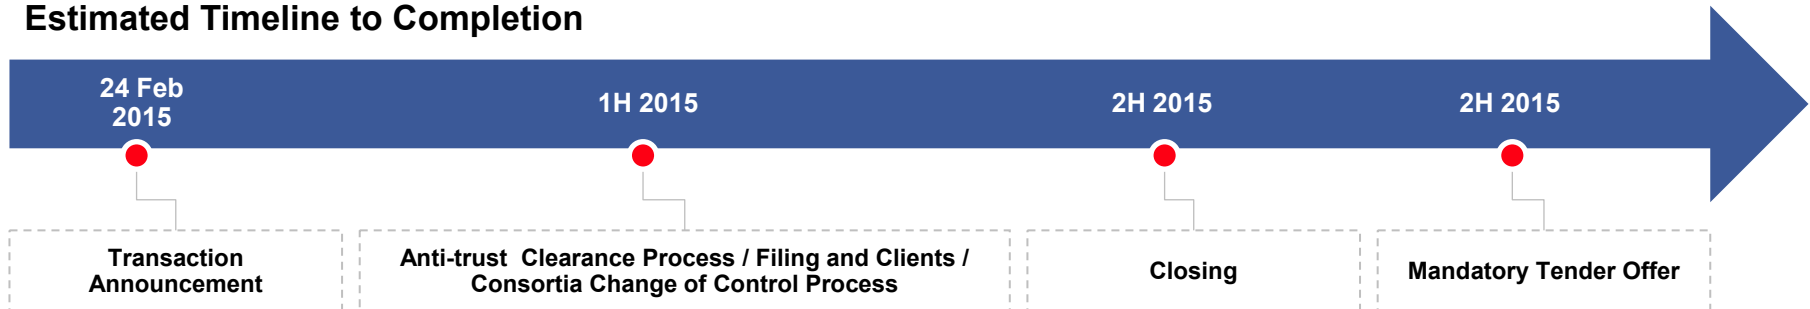 Estimated Timeline to Completion
24 Feb
2015
1H 2015
2H 2015
2H 2015
Transaction
Announcement
Anti-trust  Clearance Process / Filing and Clients /
Consortia Change of Control Process
Closing
Mandatory Tender Offer